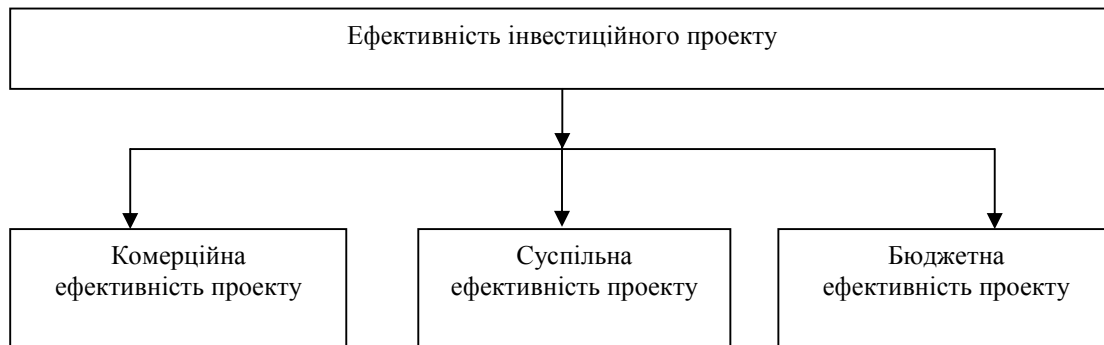 Ефективність інвестиційного проекту
Комерційна
ефективність проекту
Суспільна
ефективність проекту
Бюджетна
ефективність проекту